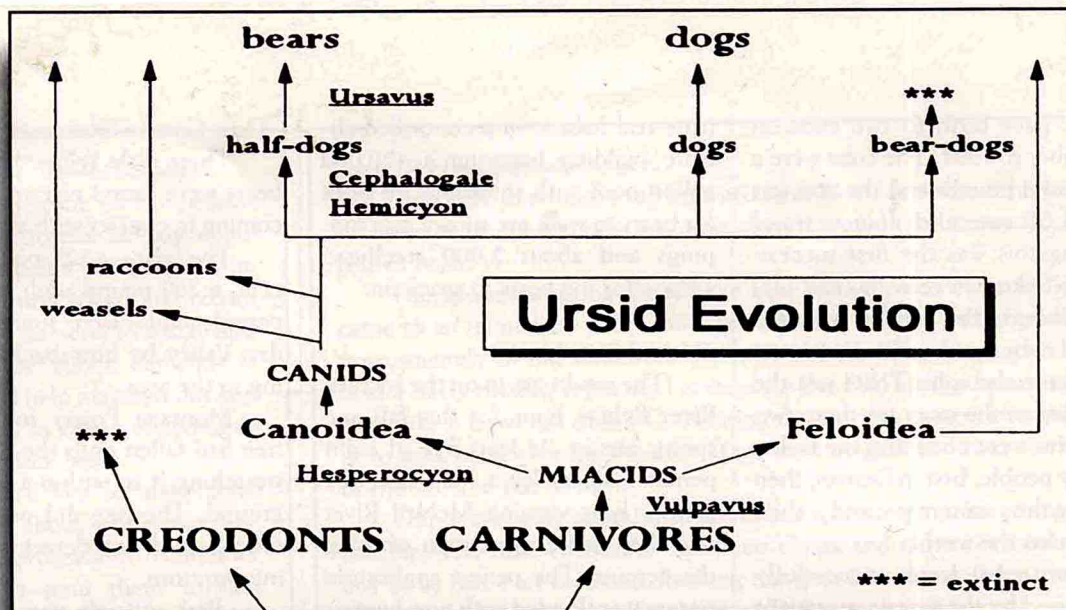 bears dogs
Ursavus
***
half-dogs dogs bear-dogs
Cephalogale
Hemicyon
raccoons
weasels
Ursid Evolution
CANIDS
***
Canoidea Feloidea
Hesperocyon MIACIDS
Vulpavus
REODONTS CARNIVORES
*** = extinct